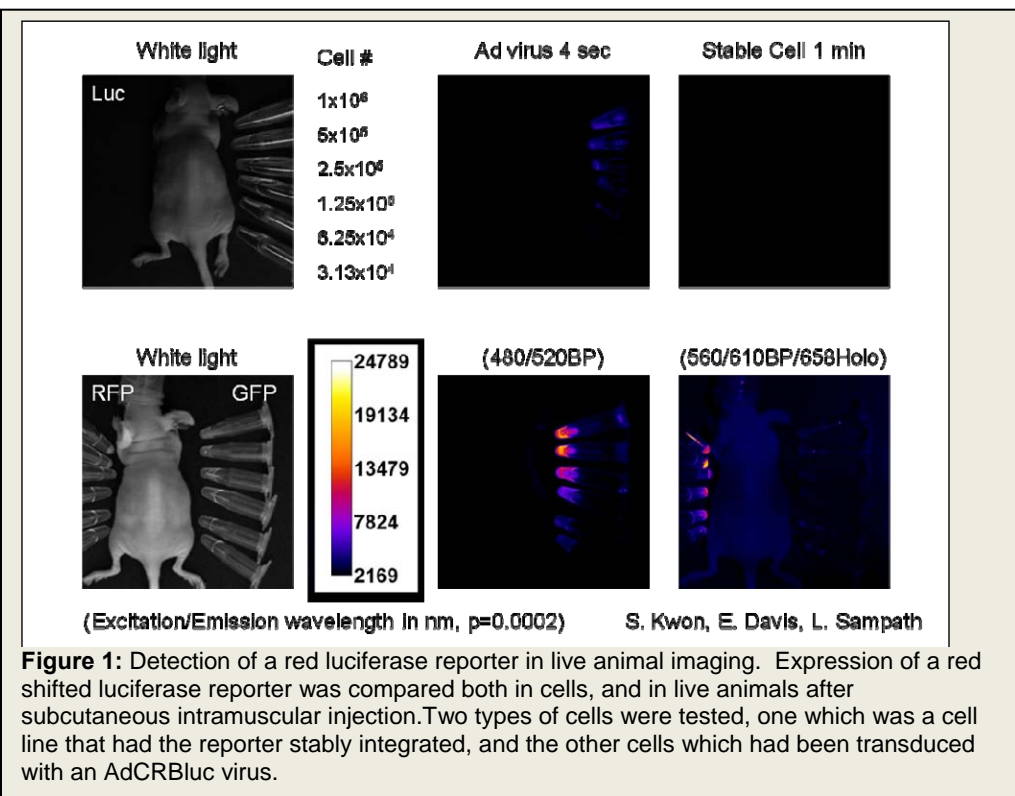 White light
Cell #
Ad virus 4 sec
Stable Cell 1 min
Luc
1x10⁶
5x10⁵
2.5x10⁵
1.25x10⁵
6.25x10⁴
3.13x10⁴
White light
(480/520BP)
(560/610BP/658Holo)
RFP
GFP
24789
19134
13479
7824
2169
(Excitation/Emission wavelength in nm, p=0.0002)
S. Kwon, E. Davis, L. Sampath
Figure 1: Detection of a red luciferase reporter in live animal imaging. Expression of a red
shifted luciferase reporter was compared both in cells, and in live animals after
subcutaneous intramuscular injection.Two types of cells were tested, one which was a cell
line that had the reporter stably integrated, and the other cells which had been transduced
with an AdCRBluc virus.